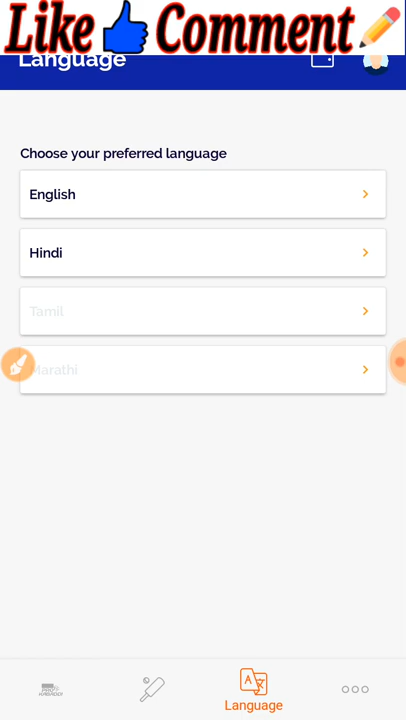 Like Comment
Language
Choose your preferred language
English
Hindi
Tamil
Marathi
Language